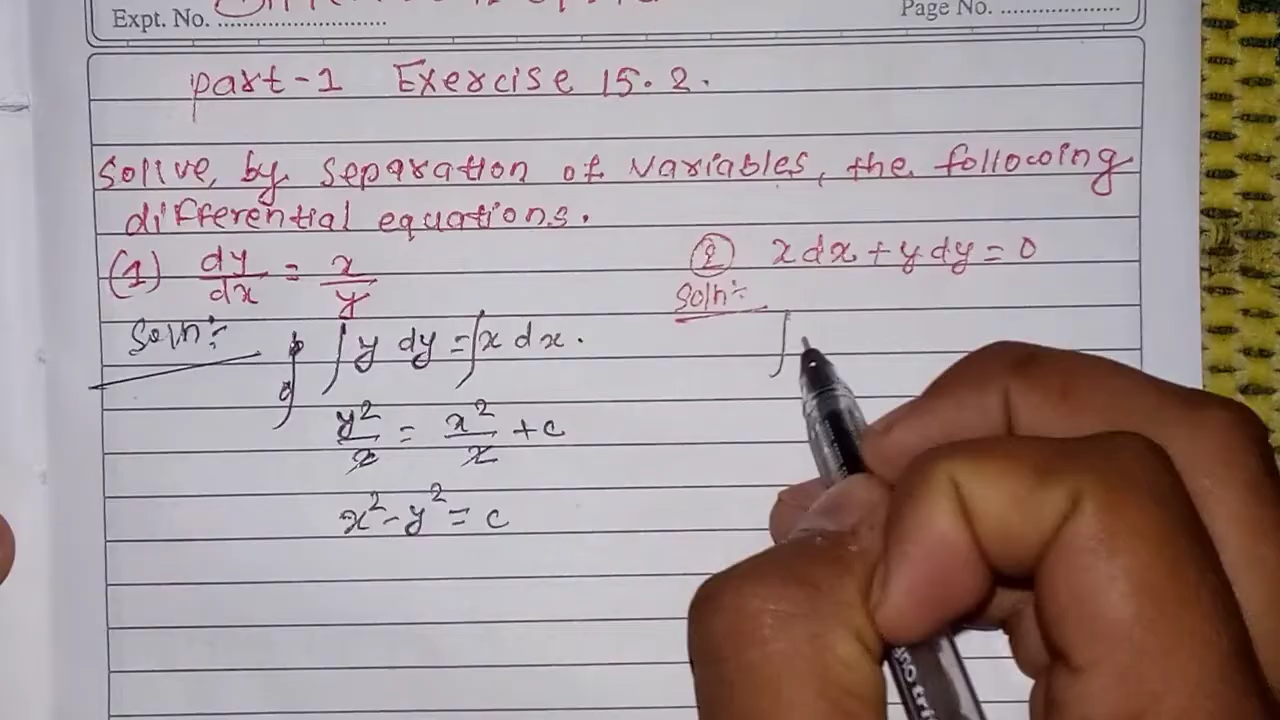 Expt. No. ....................
Page No. ....................
part-1 Exercise 15.2.
Solve, by separation of variables, the following
differential equations.
(1) dy/dx = x/y
Soln:-
∫ y dy = ∫ x dx.
y²/2 = x²/2 + c
x² - y² = c
② x dx + y dy = 0
Soln:-
∫